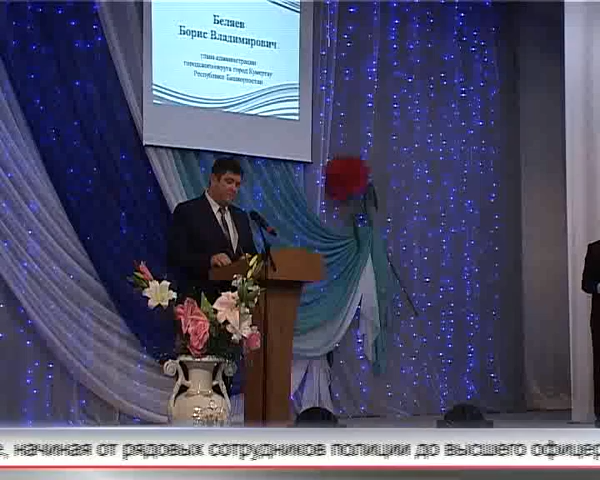 Беляев
Борис Владимирович
глава администрации
городского округа город Кумертау
Республики Башкортостан
, начиная от рядовых сотрудников полиции до высшего офицер